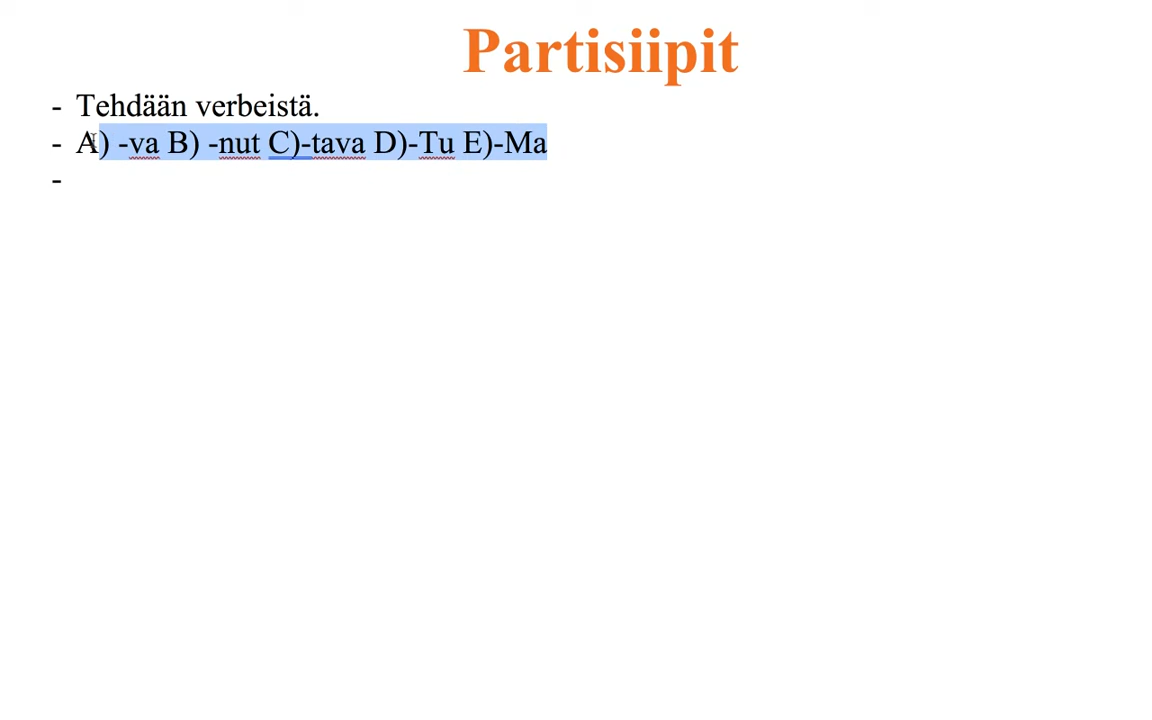 Partisiipit
- Tehdään verbeistä.
- A) -va B) -nut C)-tava D)-Tu E)-Ma
-